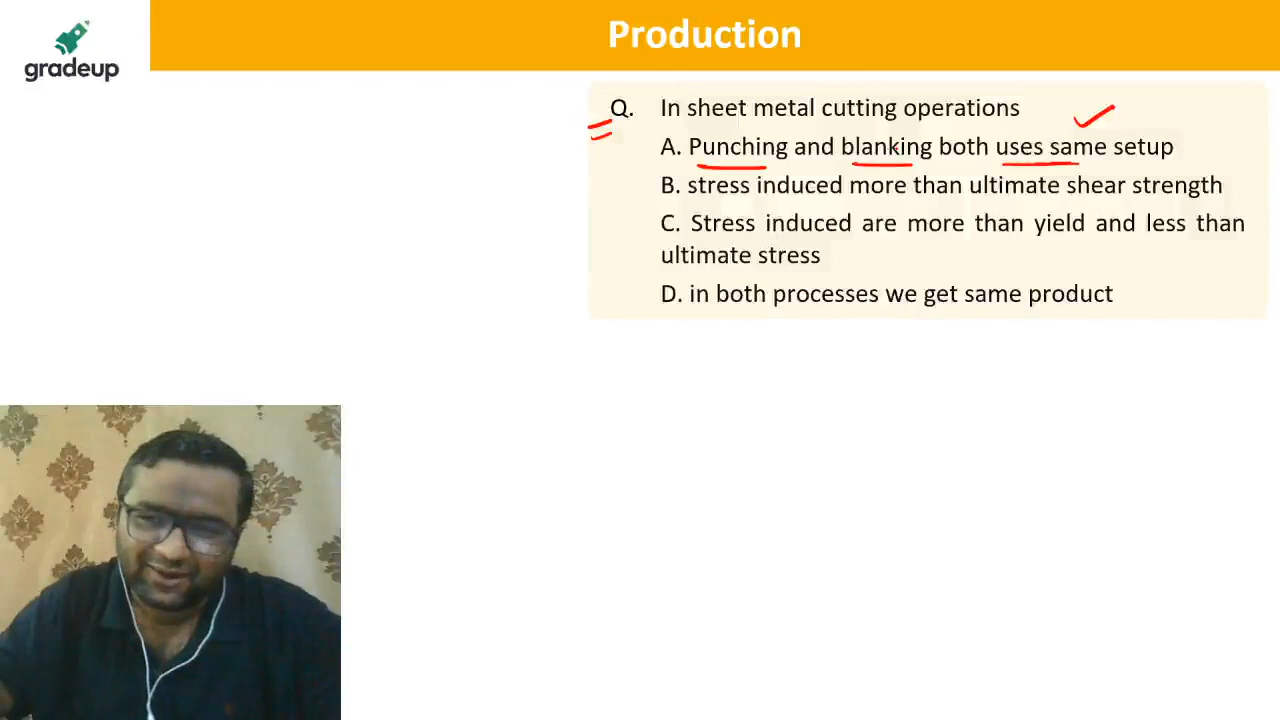 gradeup
Production
Q. In sheet metal cutting operations
A. Punching and blanking both uses same setup
B. stress induced more than ultimate shear strength
C. Stress induced are more than yield and less than
ultimate stress
D. in both processes we get same product